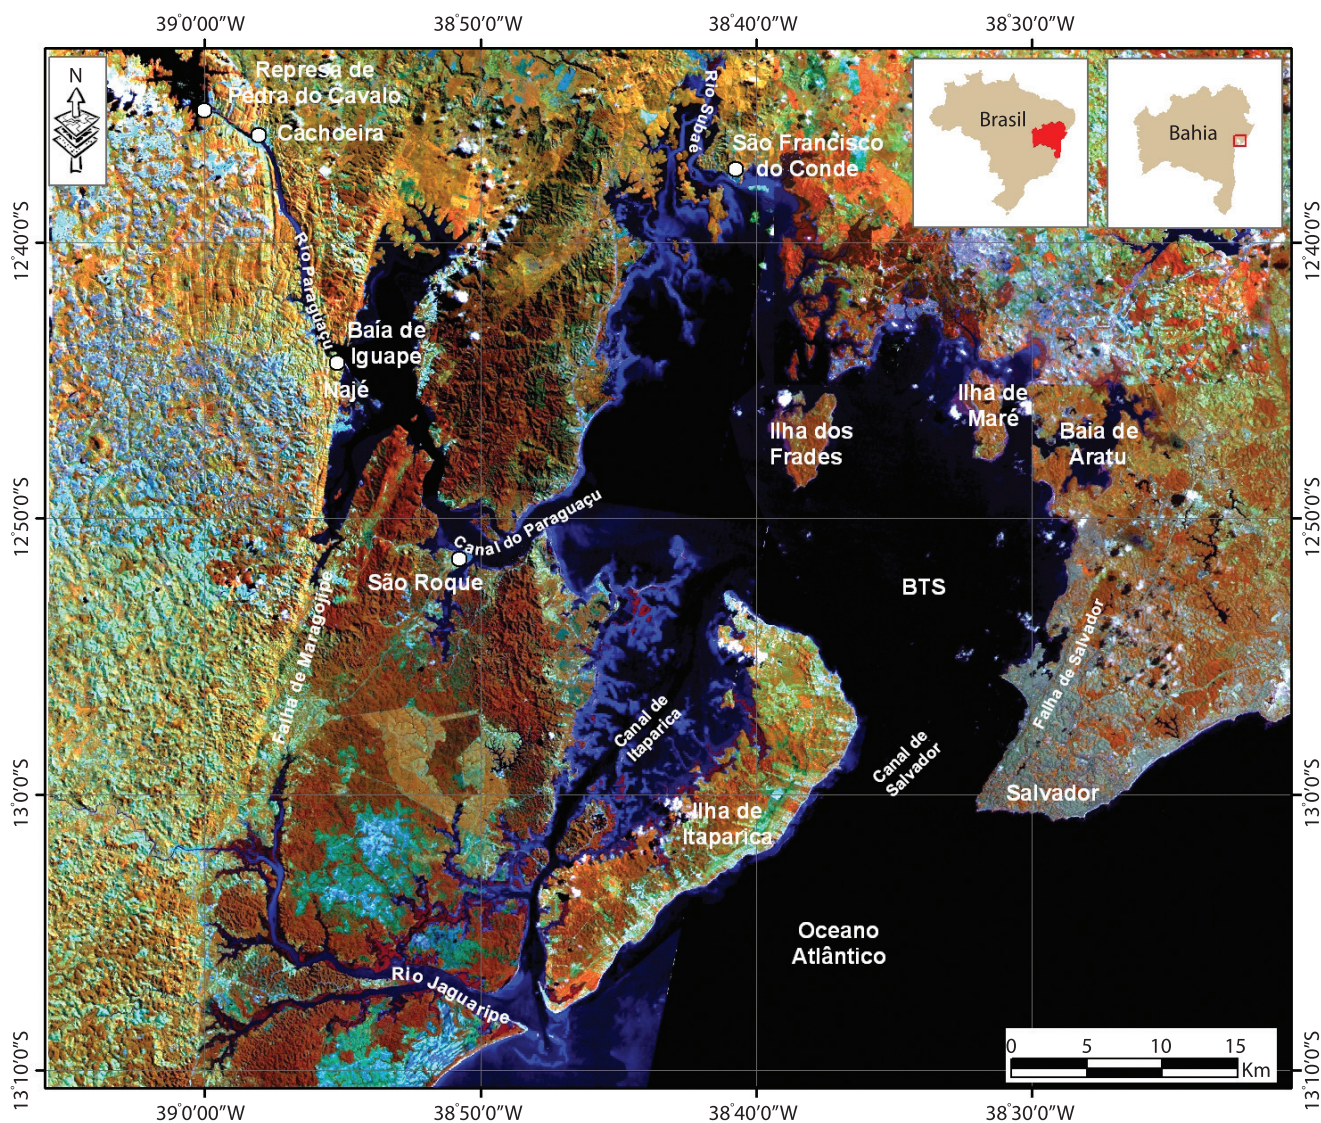 39°0'0"W
38°50'0"W
38°40'0"W
38°30'0"W
N
Represa de
Pedra do Cavalo
Cachoeira
Rio Subaé
São Francisco
do Conde
Brasil
Bahia
12°40'0"S
12°40'0"S
Rio Paraguaçu
Baía de
Iguape
Najé
Ilha dos
Frades
Ilha de
Maré
Baia de
Aratu
12°50'0"S
12°50'0"S
Canal do Paraguaçu
São Roque
BTS
Falha de Maragojipe
Falha de Salvador
Canal de
Itaparica
Canal de
Salvador
13°0'0"S
13°0'0"S
Salvador
Ilha de
Itaparica
Oceano
Atlântico
Rio Jaguaripe
0 5 10 15
Km
13°10'0"S
13°10'0"S
39°0'0"W
38°50'0"W
38°40'0"W
38°30'0"W